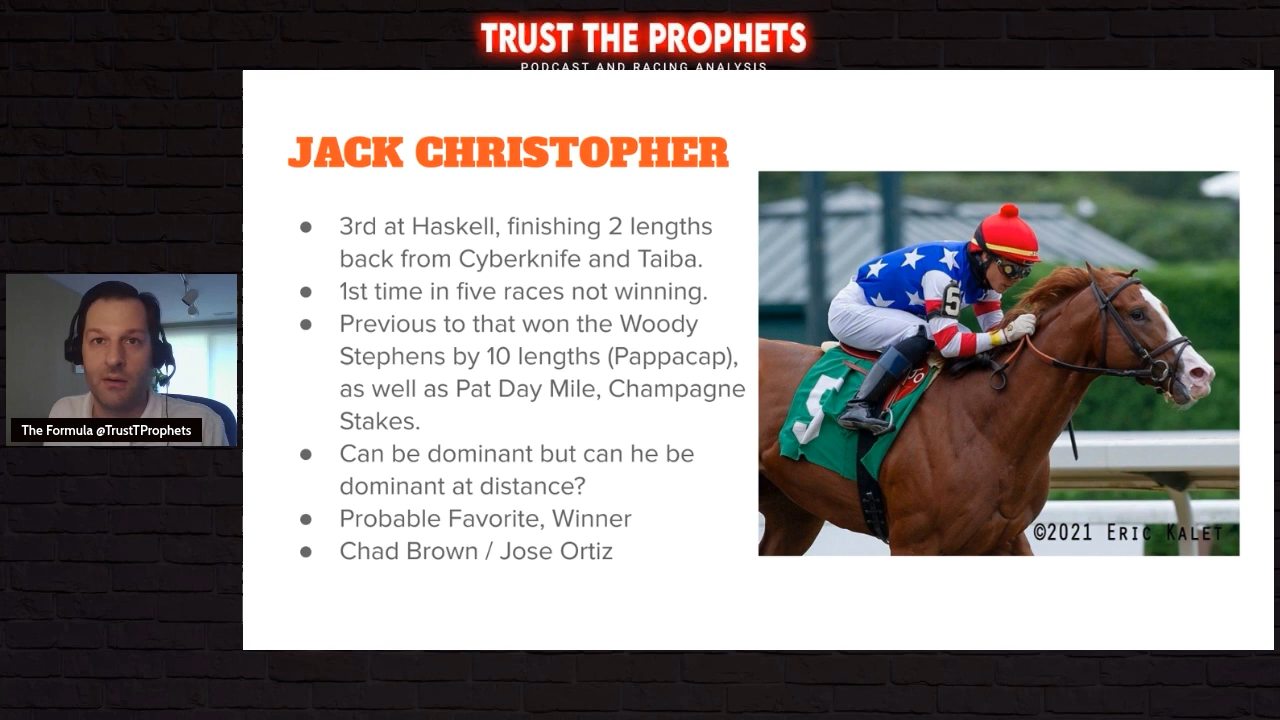 TRUST THE PROPHETS
PODCAST AND RACING ANALYSIS
JACK CHRISTOPHER
● 3rd at Haskell, finishing 2 lengths
back from Cyberknife and Taiba.
● 1st time in five races not winning.
● Previous to that won the Woody
Stephens by 10 lengths (Pappacap),
as well as Pat Day Mile, Champagne
Stakes.
● Can be dominant but can he be
dominant at distance?
● Probable Favorite, Winner
● Chad Brown / Jose Ortiz
5
5
©2021 Eric Kalet
The Formula @TrustTProphets